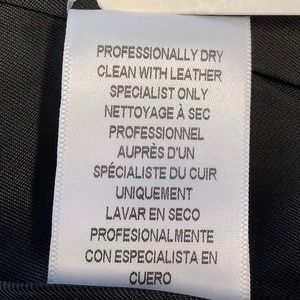 PROFESSIONALLY DRY
CLEAN WITH LEATHER
SPECIALIST ONLY
NETTOYAGE À SEC
PROFESSIONNEL
AUPRÈS D'UN
SPÉCIALISTE DU CUIR
UNIQUEMENT
LAVAR EN SECO
PROFESIONALMENTE
CON ESPECIALISTA EN
CUERO